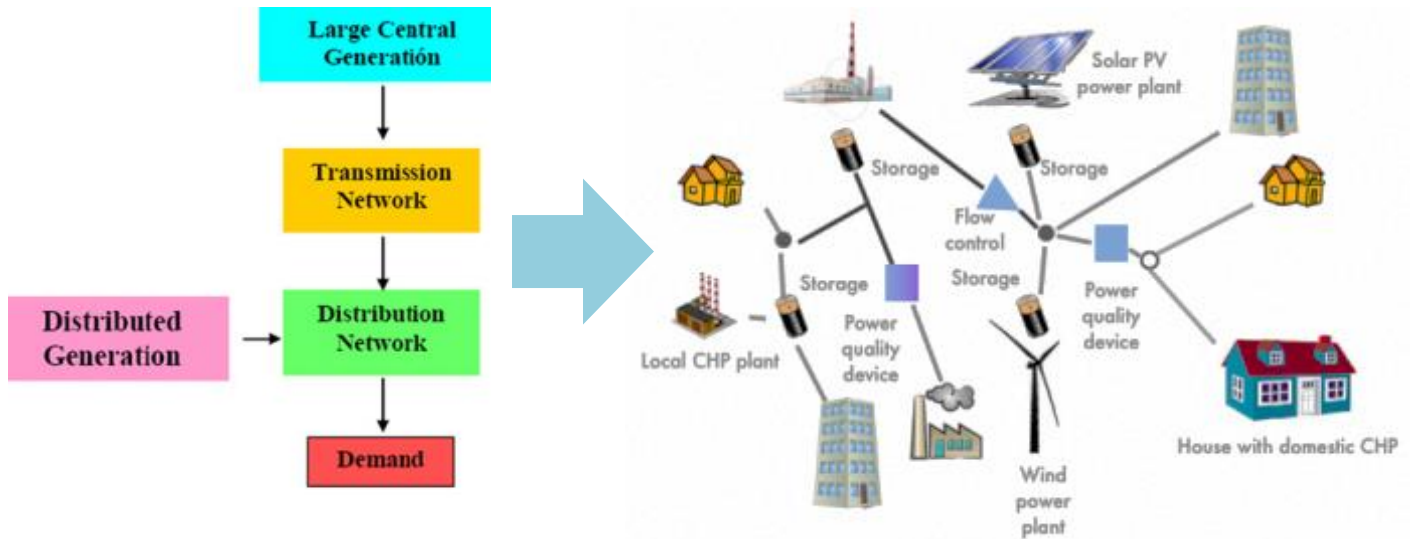 Large Central
Generatión
Transmission
Network
Distributed
Generation
Distribution
Network
Demand
Solar PV
power plant
Storage
Storage
Flow
control
Storage
Storage
Power
quality
device
Power
quality
device
Local CHP plant
House with domestic CHP
Wind
power
plant